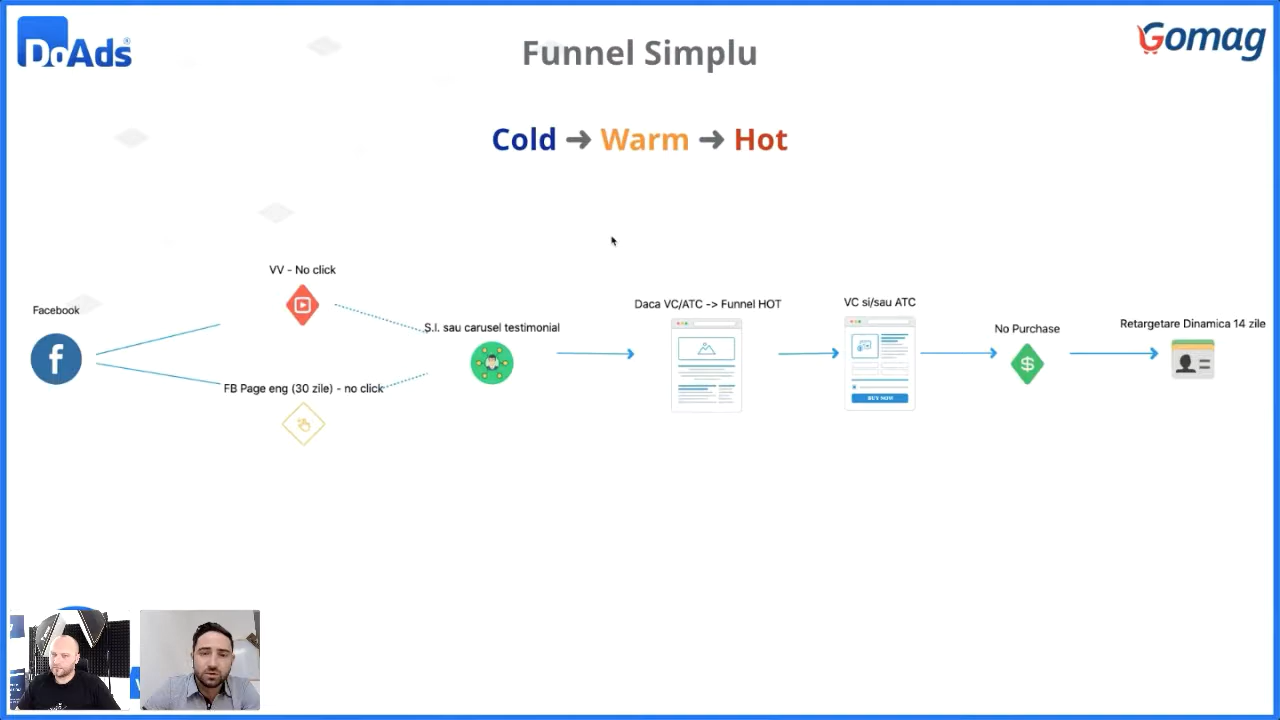 DoAds
Funnel Simplu
Gomag
Cold → Warm → Hot
VV - No click
Facebook
S.I. sau carusel testimonial
FB Page eng (30 zile) - no click
Daca VC/ATC -> Funnel HOT
VC si/sau ATC
BUY NOW
No Purchase
Retargetare Dinamica 14 zile